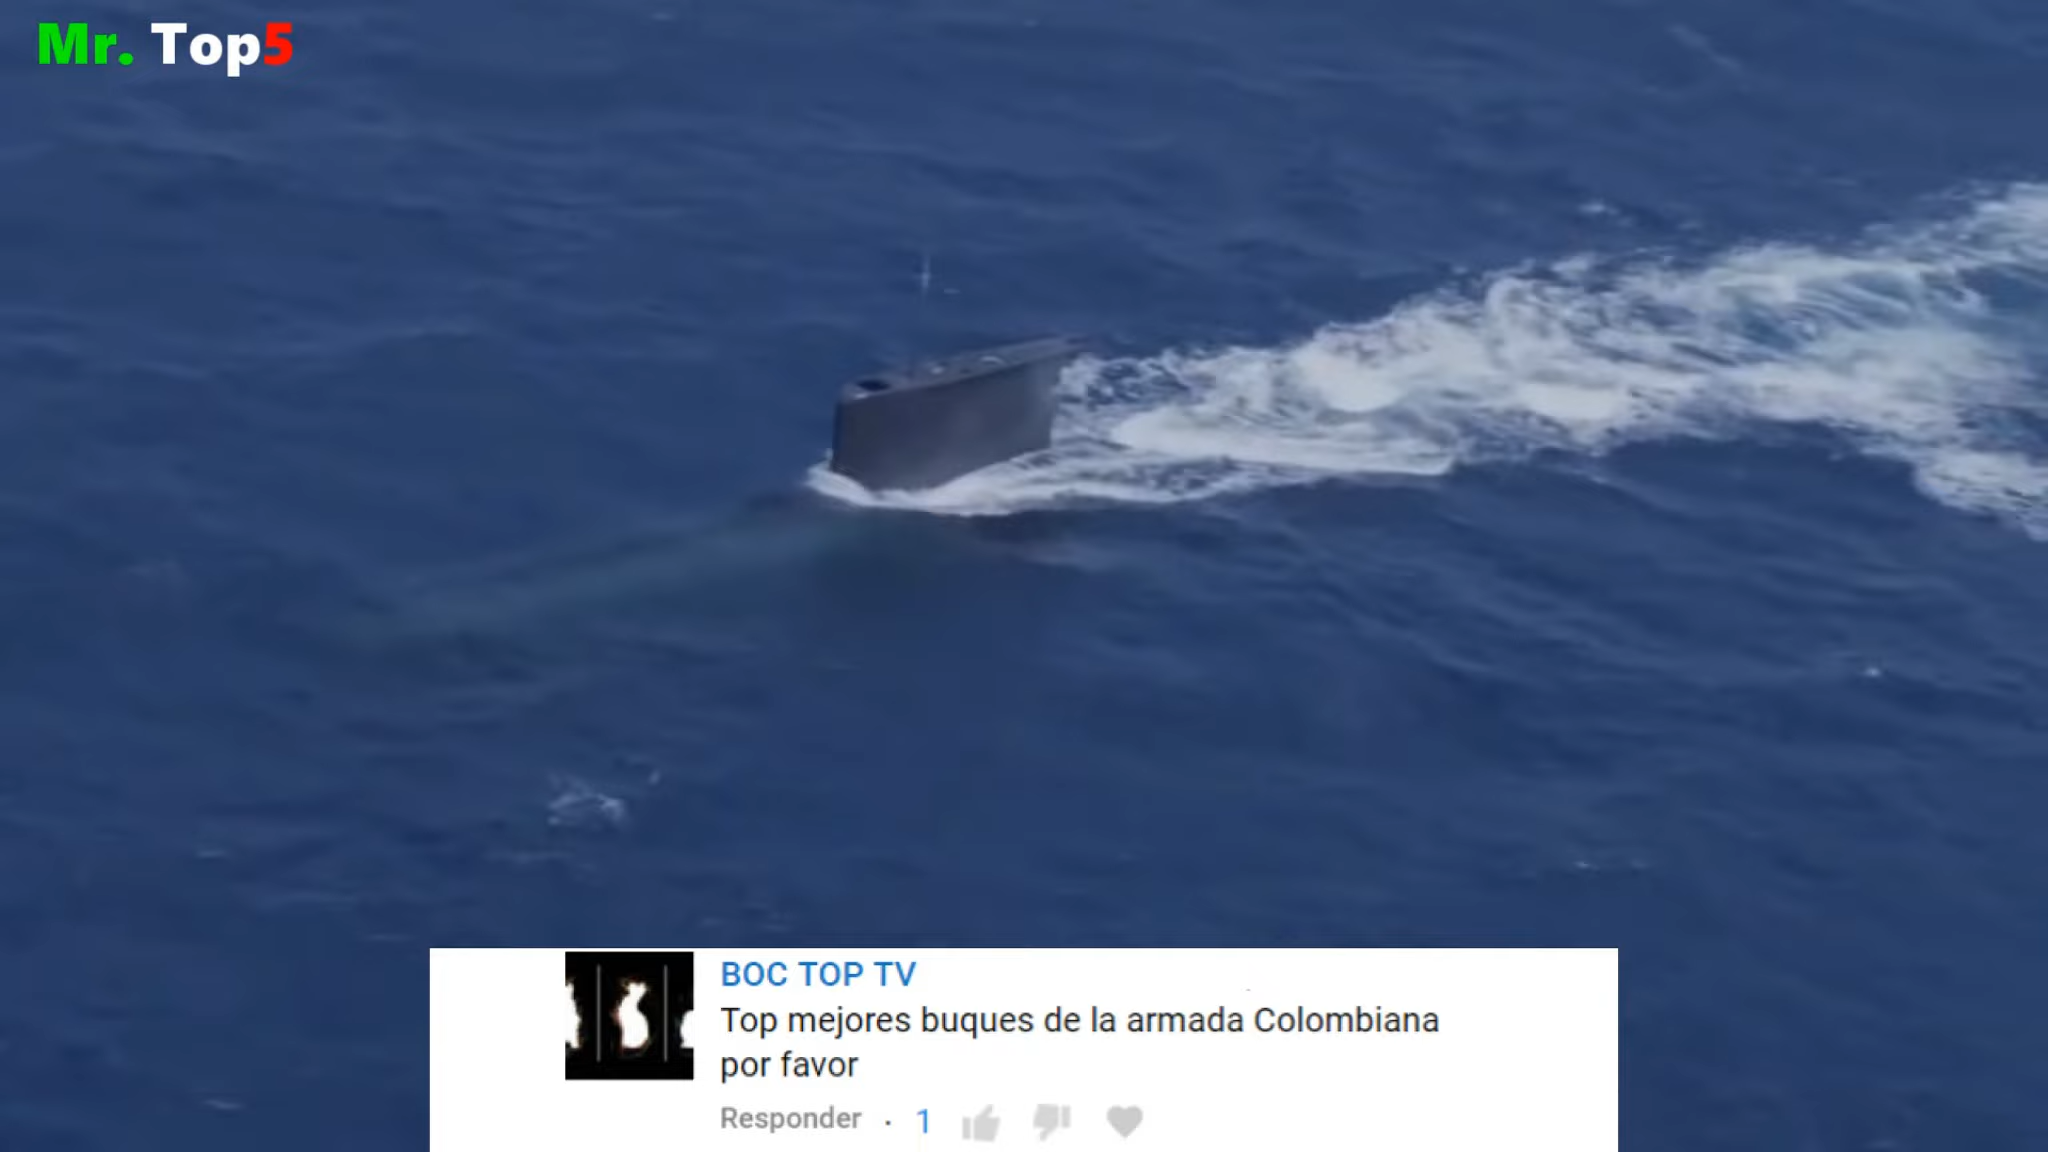 Mr. Top5
BOC TOP TV
Top mejores buques de la armada Colombiana
por favor
Responder · 1